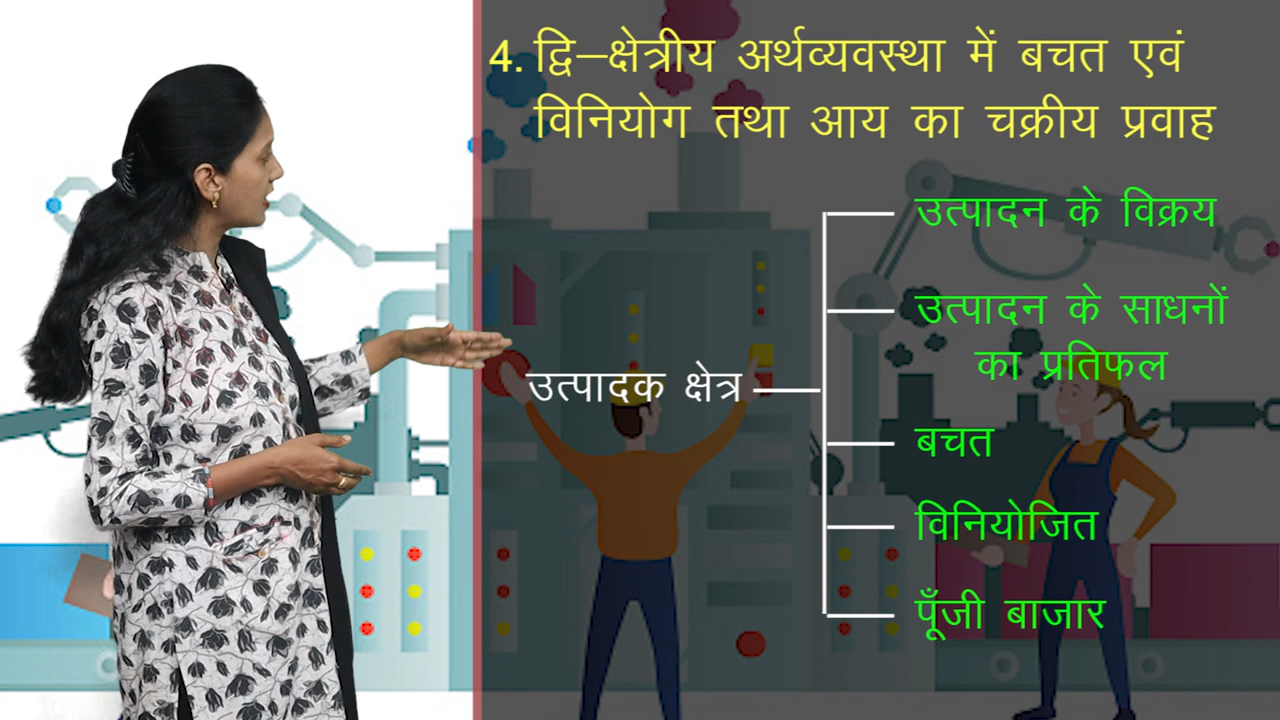 4. द्वि–क्षेत्रीय अर्थव्यवस्था में बचत एवं
विनियोग तथा आय का चक्रीय प्रवाह
उत्पादक क्षेत्र
उत्पादन के विक्रय
उत्पादन के साधनों
का प्रतिफल
बचत
विनियोजित
पूँजी बाजार